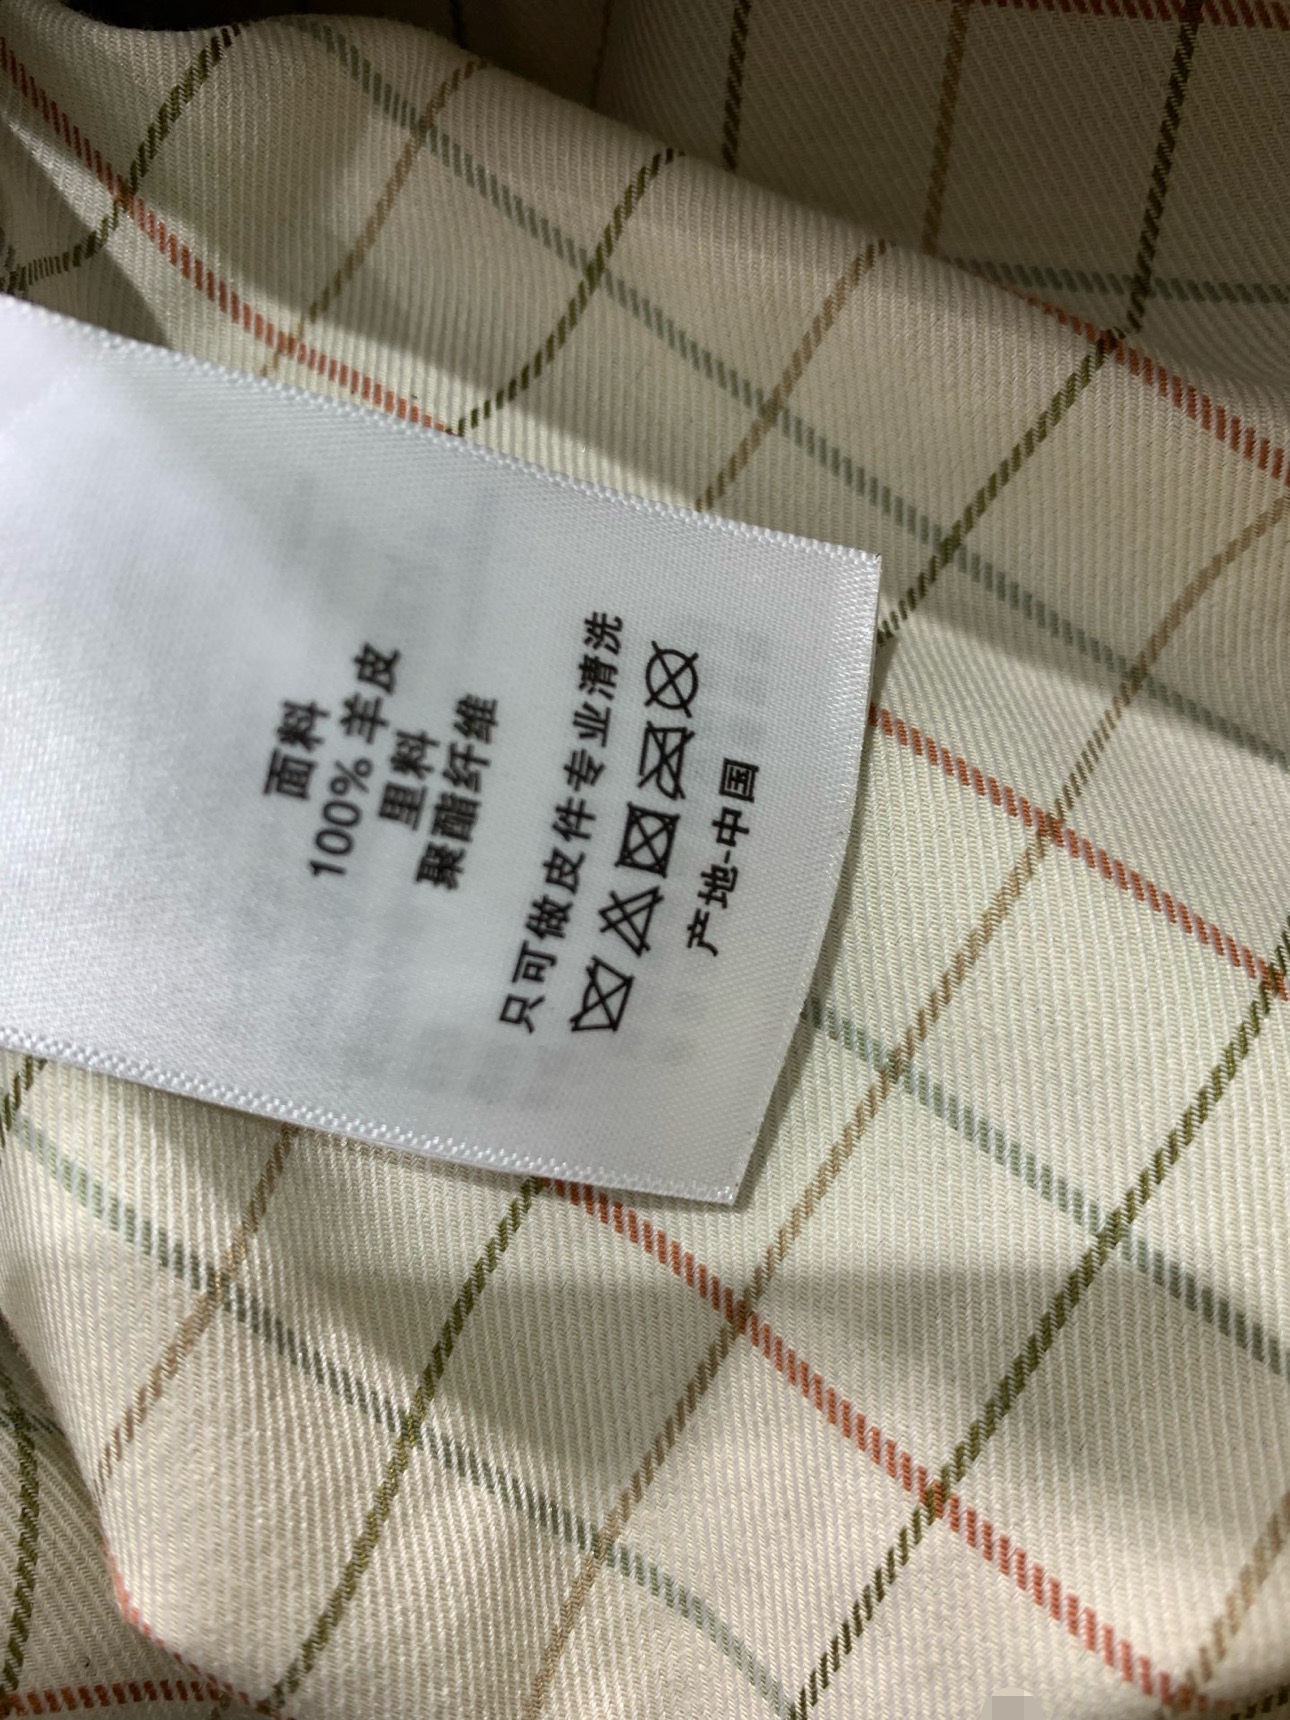 面料
100%羊皮
里料
聚酯纤维
只可做皮件专业清洗
产地-中国